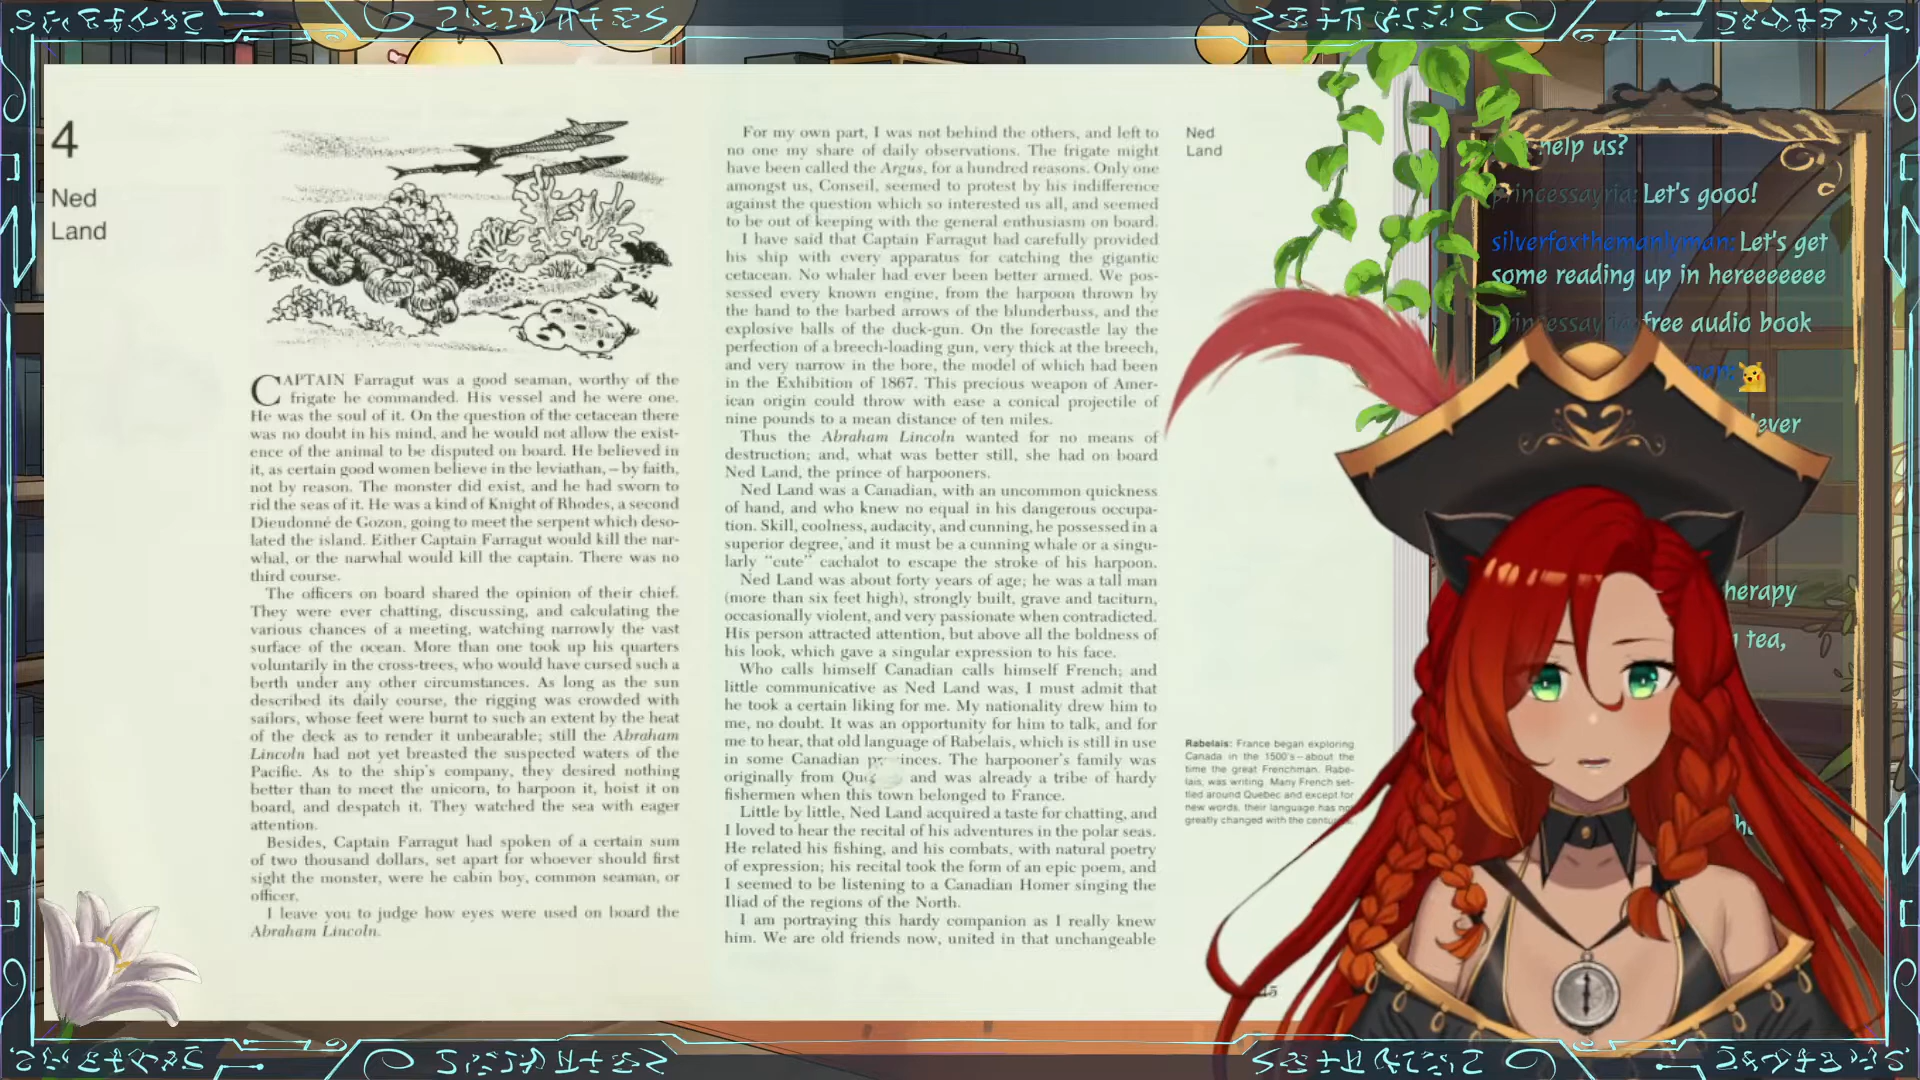 4
Ned
Land
CAPTAIN Farragut was a good seaman, worthy of the
frigate he commanded. His vessel and he were one.
He was the soul of it. On the question of the cetacean there
was no doubt in his mind, and he would not allow the exist-
ence of the animal to be disputed on board. He believed in
it, as certain good women believe in the leviathan, – by faith,
not by reason. The monster did exist, and he had sworn to
rid the seas of it. He was a kind of Knight of Rhodes, a second
Dieudonné de Gozon, going to meet the serpent which deso-
lated the island. Either Captain Farragut would kill the nar-
whal, or the narwhal would kill the captain. There was no
third course.
The officers on board shared the opinion of their chief.
They were ever chatting, discussing, and calculating the
various chances of a meeting, watching narrowly the vast
surface of the ocean. More than one took up his quarters
voluntarily in the cross-trees, who would have cursed such a
berth under any other circumstances. As long as the sun
described its daily course, the rigging was crowded with
sailors, whose feet were burnt to such an extent by the heat
of the deck as to render it unbearable; still the Abraham
Lincoln had not yet breasted the suspected waters of the
Pacific. As to the ship's company, they desired nothing
better than to meet the unicorn, to harpoon it, hoist it on
board, and despatch it. They watched the sea with eager
attention.
Besides, Captain Farragut had spoken of a certain sum
of two thousand dollars, set apart for whoever should first
sight the monster, were he cabin boy, common seaman, or
officer.
I leave you to judge how eyes were used on board the
Abraham Lincoln.
For my own part, I was not behind the others, and left to
no one my share of daily observations. The frigate might
have been called the Argus, for a hundred reasons. Only one
amongst us, Conseil, seemed to protest by his indifference
against the question which so interested us all, and seemed
to be out of keeping with the general enthusiasm on board.
I have said that Captain Farragut had carefully provided
his ship with every apparatus for catching the gigantic
cetacean. No whaler had ever been better armed. We pos-
sessed every known engine, from the harpoon thrown by
the hand to the barbed arrows of the blunderbuss, and the
explosive balls of the duck-gun. On the forecastle lay the
perfection of a breech-loading gun, very thick at the breech,
and very narrow in the bore, the model of which had been
in the Exhibition of 1867. This precious weapon of Amer-
ican origin could throw with ease a conical projectile of
nine pounds to a mean distance of ten miles.
Thus the Abraham Lincoln wanted for no means of
destruction; and, what was better still, she had on board
Ned Land, the prince of harpooners.
Ned Land was a Canadian, with an uncommon quickness
of hand, and who knew no equal in his dangerous occupa-
tion. Skill, coolness, audacity, and cunning, he possessed in a
superior degree, and it must be a cunning whale or a singu-
larly "cute" cachalot to escape the stroke of his harpoon.
Ned Land was about forty years of age; he was a tall man
(more than six feet high), strongly built, grave and taciturn,
occasionally violent, and very passionate when contradicted.
His person attracted attention, but above all the boldness of
his look, which gave a singular expression to his face.
Who calls himself Canadian calls himself French; and
little communicative as Ned Land was, I must admit that
he took a certain liking for me. My nationality drew him to
me, no doubt. It was an opportunity for him to talk, and for
me to hear, that old language of Rabelais, which is still in use
in some Canadian inces. The harpooner's family was
originally from Que and was already a tribe of hardy
fishermen when this town belonged to France.
Little by little, Ned Land acquired a taste for chatting, and
I loved to hear the recital of his adventures in the polar seas.
He related his fishing, and his combats, with natural poetry
of expression; his recital took the form of an epic poem, and
I seemed to be listening to a Canadian Homer singing the
Iliad of the regions of the North.
I am portraying this hardy companion as I really knew
him. We are old friends now, united in that unchangeable
Ned
Land
Rabelais: France began exploring
Canada in the 1500's – about the
time the great Frenchman, Rabe-
lais, was writing. Many French set-
tled around Quebec and except for
new words, their language has not
greatly changed with the
help us?
princessayria: Let's gooo!
silverfoxthemanlyman: Let's get
some reading up in hereeeeeee
princessayria: free audio book
man:
ever
herapy
tea,